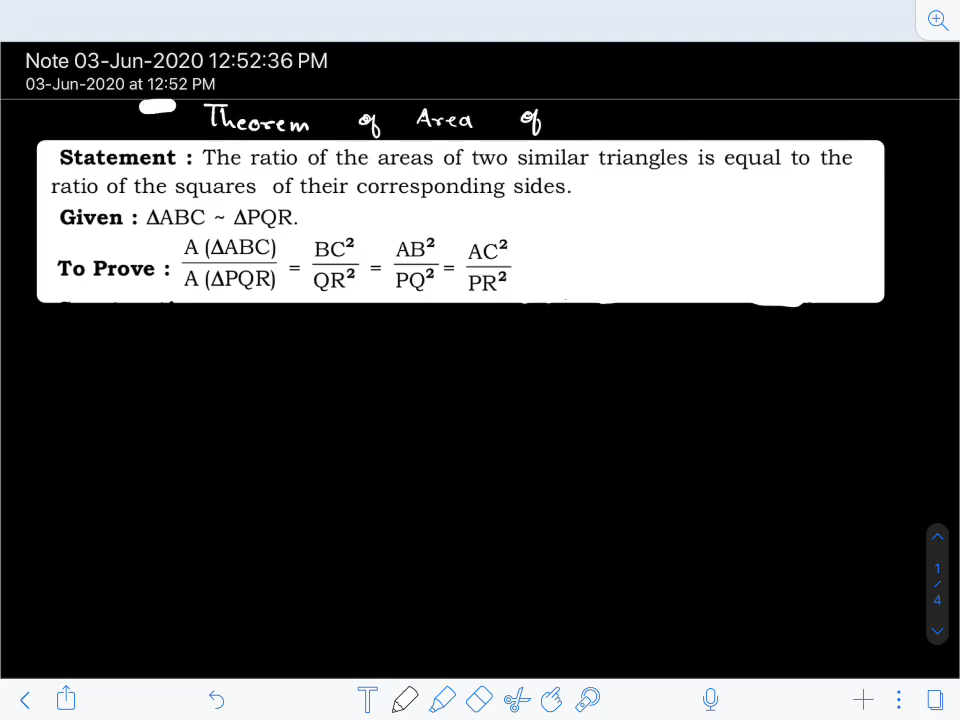 Note 03-Jun-2020 12:52:36 PM
03-Jun-2020 at 12:52 PM
Theorem of Area of
Statement : The ratio of the areas of two similar triangles is equal to the
ratio of the squares of their corresponding sides.
Given : ΔABC ~ ΔPQR.
To Prove : A (ΔABC) / A (ΔPQR) = BC² / QR² = AB² / PQ² = AC² / PR²
1
/
4
T